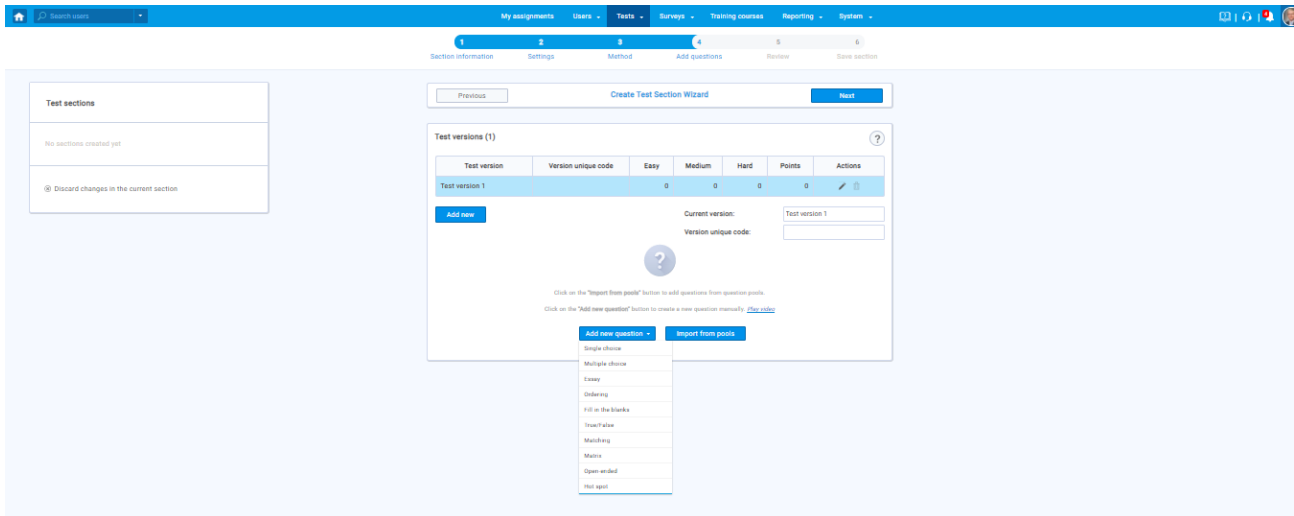 Search users
My assignments Users Tests Surveys Training courses Reporting System
4
1 2 3 4 5 6
Section information Settings Method Add questions Review Save section
Test sections
No sections created yet
Discard changes in the current section
Previous Create Test Section Wizard Next
Test versions (1) ?
Test version Version unique code Easy Medium Hard Points Actions
Test version 1 0 0 0 0
Add new Current version: Test version 1
Version unique code:
?
Click on the "Import from pools" button to add questions from question pools.
Click on the "Add new question" button to create a new question manually. Play video
Add new question Import from pools
Single choice
Multiple choice
Essay
Ordering
Fill in the blanks
True/False
Matching
Matrix
Open-ended
Hot spot